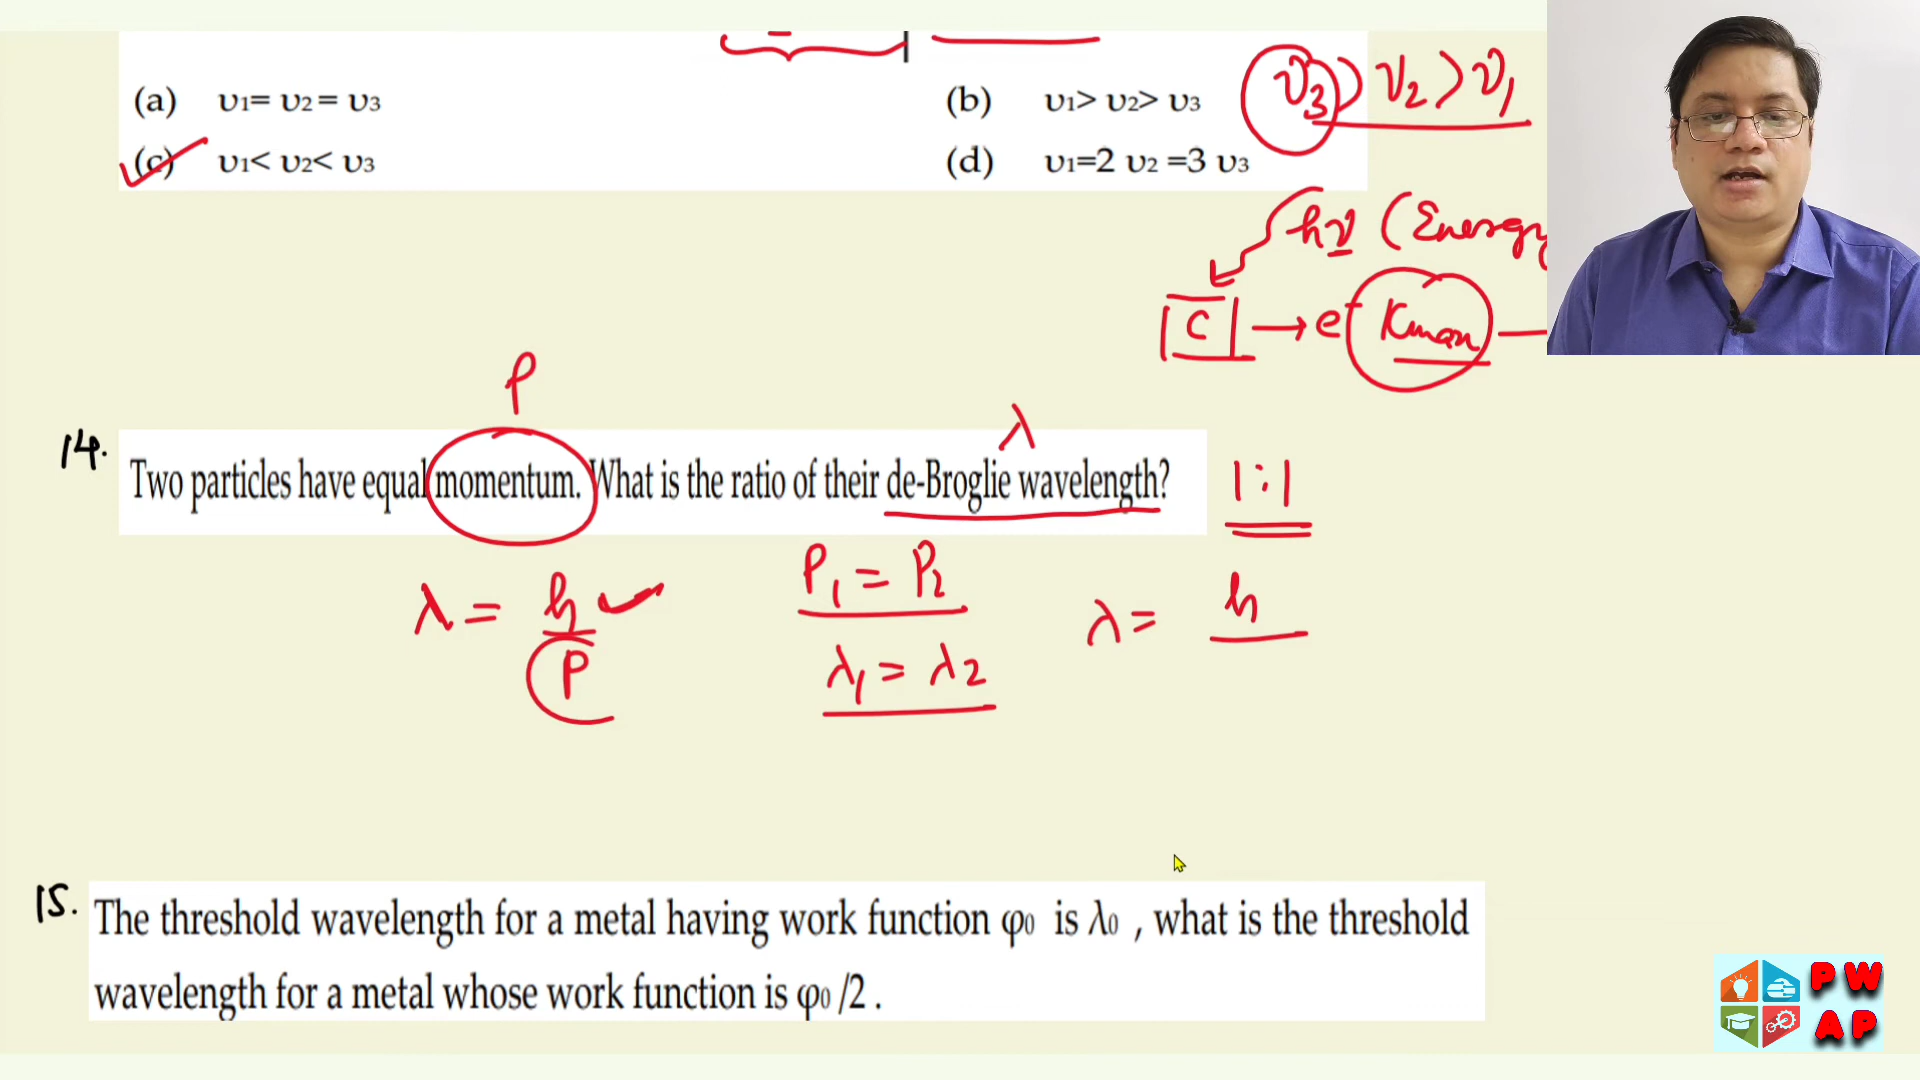 (a) υ1= υ2 = υ3 (b) υ1> υ2> υ3 ν3 > ν2 > ν1
(c) υ1< υ2< υ3 (d) υ1=2 υ2 =3 υ3
hν (Energy
C → e Kmax
P
λ
14. Two particles have equal momentum. What is the ratio of their de-Broglie wavelength? 1:1
λ = h/P P1 = P2 λ = h
λ1 = λ2
15. The threshold wavelength for a metal having work function φ0 is λ0 , what is the threshold
wavelength for a metal whose work function is φ0 /2 .
PW
AP